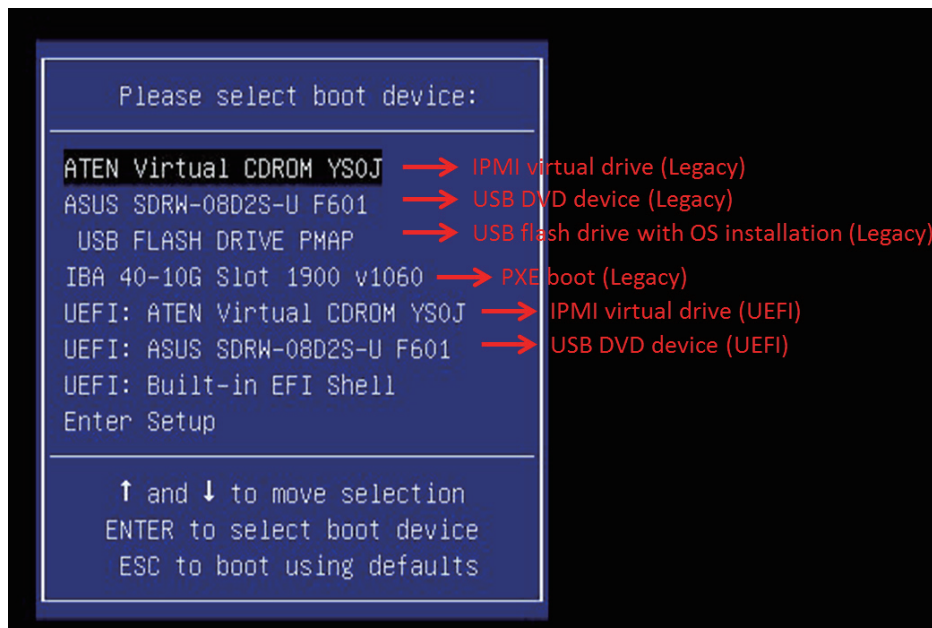 Please select boot device:
ATEN Virtual CDROM YS0J → IPMI virtual drive (Legacy)
ASUS SDRW-08D2S-U F601 → USB DVD device (Legacy)
USB FLASH DRIVE PMAP → USB flash drive with OS installation (Legacy)
IBA 40-10G Slot 1900 v1060 → PXE boot (Legacy)
UEFI: ATEN Virtual CDROM YS0J → IPMI virtual drive (UEFI)
UEFI: ASUS SDRW-08D2S-U F601 → USB DVD device (UEFI)
UEFI: Built-in EFI Shell
Enter Setup
↑ and ↓ to move selection
ENTER to select boot device
ESC to boot using defaults